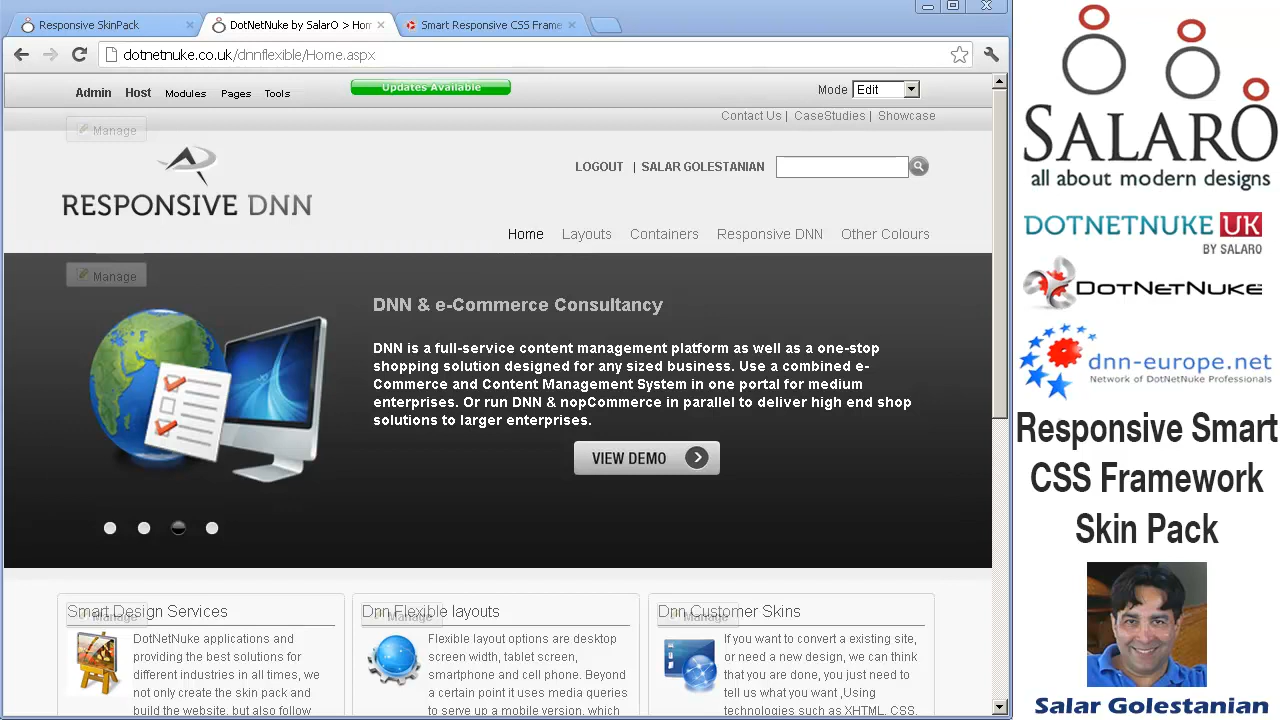 Responsive SkinPack
DotNetNuke by SalarO > Hom
Smart Responsive CSS Frame
dotnetnuke.co.uk/dnnflexible/Home.aspx
Admin Host Modules Pages Tools
Updates Available
Mode Edit
Contact Us | CaseStudies | Showcase
Manage
LOGOUT | SALAR GOLESTANIAN
RESPONSIVE DNN
Home Layouts Containers Responsive DNN Other Colours
Manage
DNN & e-Commerce Consultancy
DNN is a full-service content management platform as well as a one-stop
shopping solution designed for any sized business. Use a combined e-
Commerce and Content Management System in one portal for medium
enterprises. Or run DNN & nopCommerce in parallel to deliver high end shop
solutions to larger enterprises.
VIEW DEMO
Smart Design Services
Manage
DotNetNuke applications and
providing the best solutions for
different industries in all times, we
not only create the skin pack and
build the website, but also follow
Dnn Flexible layouts
Manage
Flexible layout options are desktop
screen width, tablet screen,
smartphone and cell phone. Beyond
certain point it uses media queries
to serve up a mobile version, which
Dnn Customer Skins
Manage
If you want to convert a existing site,
or need a new design, we can think
that you are done, you just need to
tell us what you want ,Using
technologies such as XHTML, CSS,
SALARO
all about modern designs
DOTNETNUKE UK
BY SALARO
DOTNETNUKE
dnn-europe.net
Network of DotNetNuke Professionals
Responsive Smart
CSS Framework
Skin Pack
Salar Golestanian